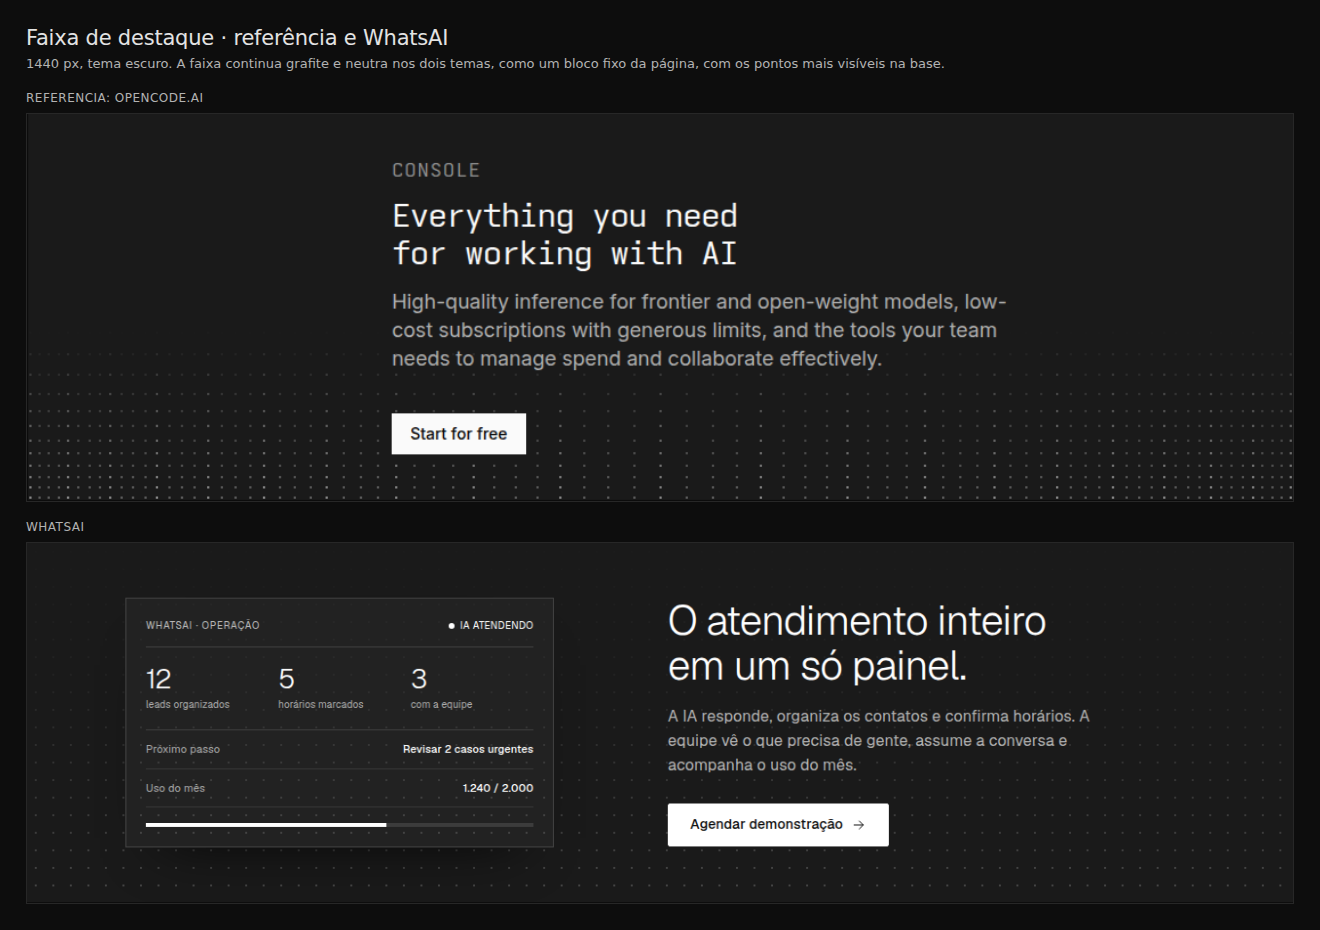 Faixa de destaque · referência e WhatsAI
1440 px, tema escuro. A faixa continua grafite e neutra nos dois temas, como um bloco fixo da página, com os pontos mais visíveis na base.
REFERENCIA: OPENCODE.AI
CONSOLE
Everything you need
for working with AI
High-quality inference for frontier and open-weight models, low-
cost subscriptions with generous limits, and the tools your team
needs to manage spend and collaborate effectively.
Start for free
WHATSAI
WHATSAI · OPERAÇÃO
IA ATENDENDO
12
leads organizados
5
horários marcados
3
com a equipe
Próximo passo
Revisar 2 casos urgentes
Uso do mês
1.240 / 2.000
O atendimento inteiro
em um só painel.
A IA responde, organiza os contatos e confirma horários. A
equipe vê o que precisa de gente, assume a conversa e
acompanha o uso do mês.
Agendar demonstração →